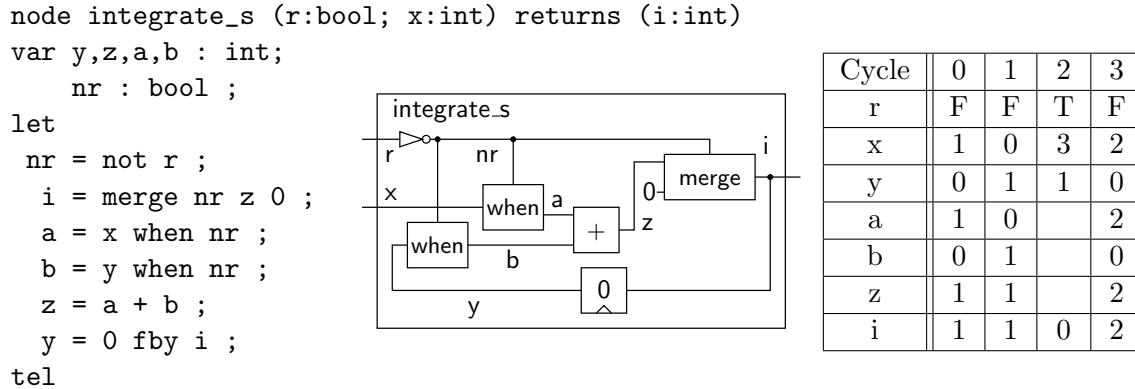 node integrate_s (r:bool; x:int) returns (i:int)
var y,z,a,b : int;
nr : bool ;
let
nr = not r ;
i = merge nr z 0 ;
a = x when nr ;
b = y when nr ;
z = a + b ;
y = 0 fby i ;
tel
integrate_s
r
nr
i
x
when
a
0
merge
z
when
b
+
y
0
Cycle 0 1 2 3
r F F T F
x 1 0 3 2
y 0 1 1 0
a 1 0 2
b 0 1 0
z 1 1 2
i 1 1 0 2